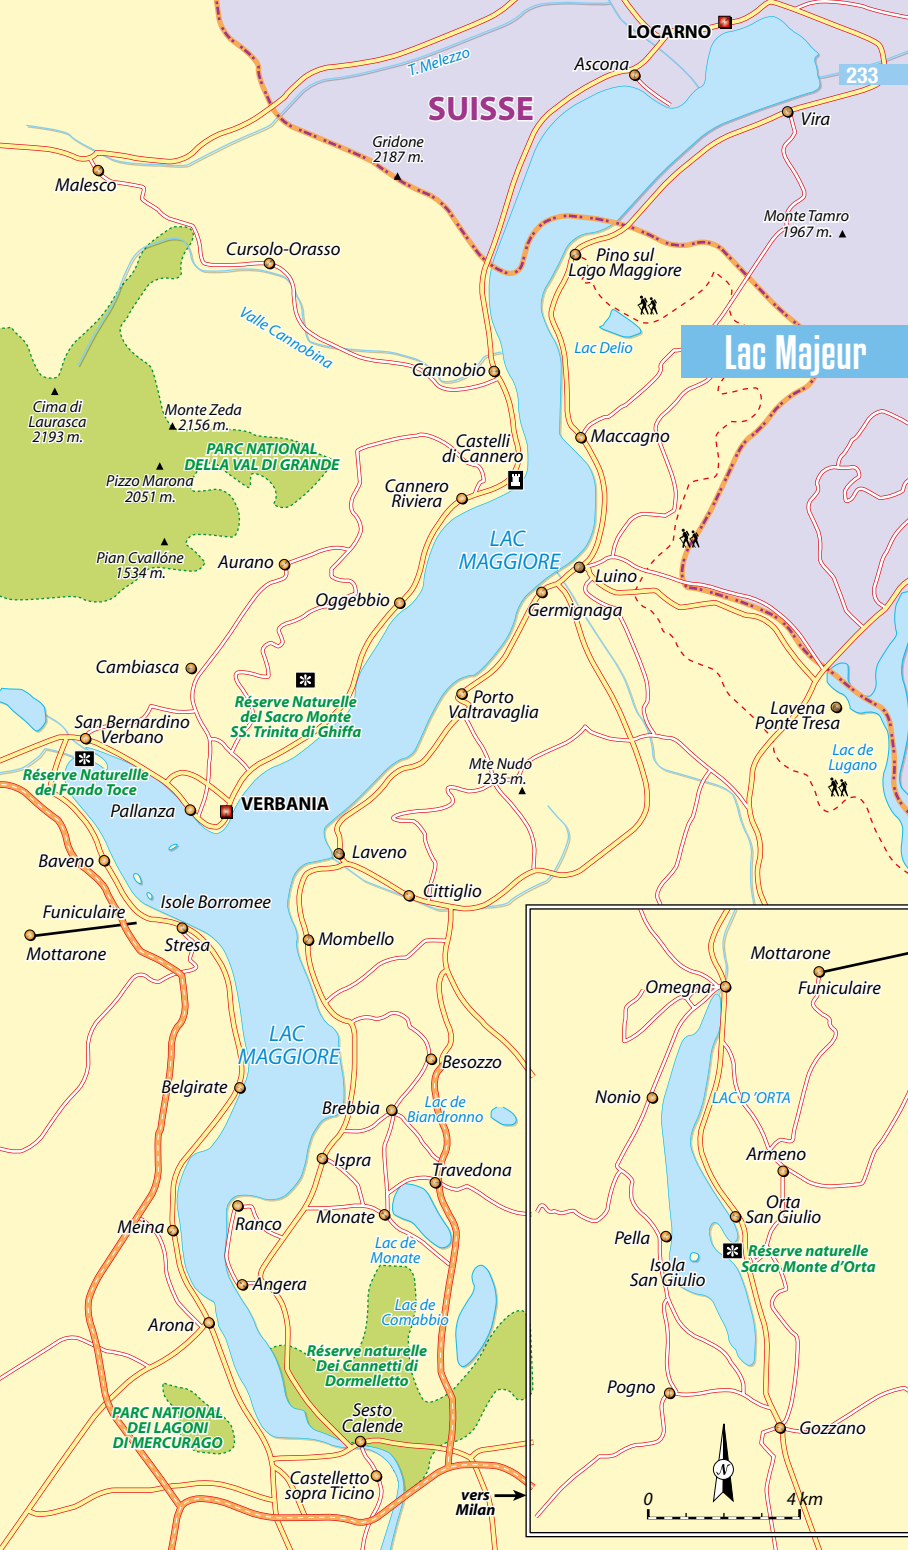 LOCARNO
T. Melezzo
Ascona
233
SUISSE
Vira
Gridone
2187 m.
Malesco
Monte Tamro
1967 m.
Cursolo-Orasso
Pino sul
Lago Maggiore
Valle Cannobina
Lac Delio
Lac Majeur
Cannobio
Cima di
Laurasca
2193 m.
Monte Zeda
2156 m.
Maccagno
PARC NATIONAL
DELLA VAL DI GRANDE
Castelli
di Cannero
Pizzo Marona
2051 m.
Cannero
Riviera
LAC
MAGGIORE
Pian Cvallóne
1534 m.
Aurano
Luino
Oggebbio
Germignaga
Cambiasca
Réserve Naturelle
del Sacro Monte
SS. Trinita di Ghiffa
Porto
Valtravaglia
Lavena
Ponte Tresa
San Bernardino
Verbano
Lac de
Lugano
Mte Nudo
1235 m.
Réserve Naturellle
del Fondo Toce
Pallanza
VERBANIA
Baveno
Laveno
Cittiglio
Isole Borromee
Funiculaire
Mottarone
Stresa
Mombello
LAC
MAGGIORE
Besozzo
Belgirate
Brebbia
Lac de
Biandronno
Ispra
Travedona
Meina
Ranco
Monate
Lac de
Monate
Angera
Lac de
Comabbio
Arona
Réserve naturelle
Dei Cannetti di
Dormelletto
PARC NATIONAL
DEI LAGONI
DI MERCURAGO
Sesto
Calende
Castelletto
sopra Ticino
vers
Milan
Mottarone
Omegna
Funiculaire
Nonio
LAC D'ORTA
Armeno
Orta
San Giulio
Pella
Isola
San Giulio
Réserve naturelle
Sacro Monte d'Orta
Pogno
Gozzano
N
0
4 km